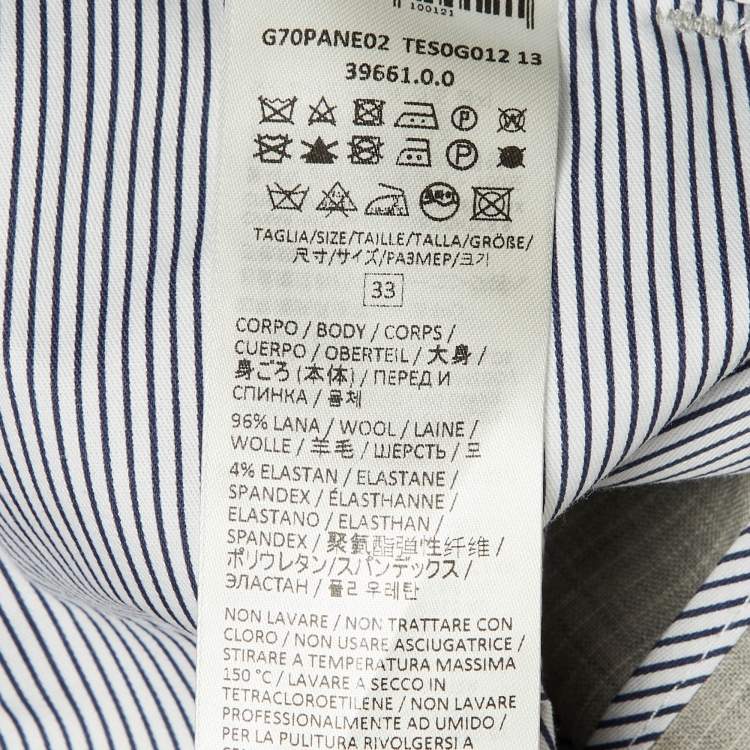 100121
G70PANE02 TES0G012 13
39661.0.0
TAGLIA/SIZE/TAILLE/TALLA/GRÖßE/
尺寸/サイズ/РАЗМЕР/크기
33
CORPO / BODY / CORPS /
CUERPO / OBERTEIL / 大身/
身ごろ (本体) / ПЕРЕД И
СПИНКА / 몸체
96% LANA / WOOL / LAINE /
WOLLE / 羊毛 / ШЕРСТЬ / 모
4% ELASTAN / ELASTANE /
SPANDEX / ÉLASTHANNE /
ELASTANO / ELASTHAN /
SPANDEX / 聚氨酯弹性纤维 /
ポリウレタン/スパンデックス /
ЭЛАСТАН / 폴리 우레탄
NON LAVARE / NON TRATTARE CON
CLORO / NON USARE ASCIUGATRICE /
STIRARE A TEMPERATURA MASSIMA
150 °C / LAVARE A SECCO IN
TETRACLOROETILENE / NON LAVARE
PROFESSIONALMENTE AD UMIDO /
PER LA PULITURA RIVOLGERSI A